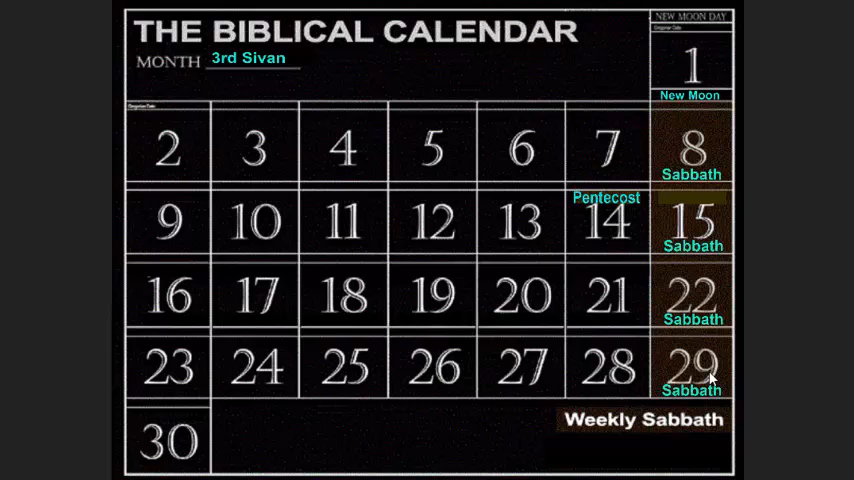 THE BIBLICAL CALENDAR
MONTH 3rd Sivan
NEW MOON DAY
1
New Moon
2 3 4 5 6 7 8
Sabbath
Pentecost
9 10 11 12 13 14 15
Sabbath
16 17 18 19 20 21 22
Sabbath
23 24 25 26 27 28 29
Sabbath
Weekly Sabbath
30